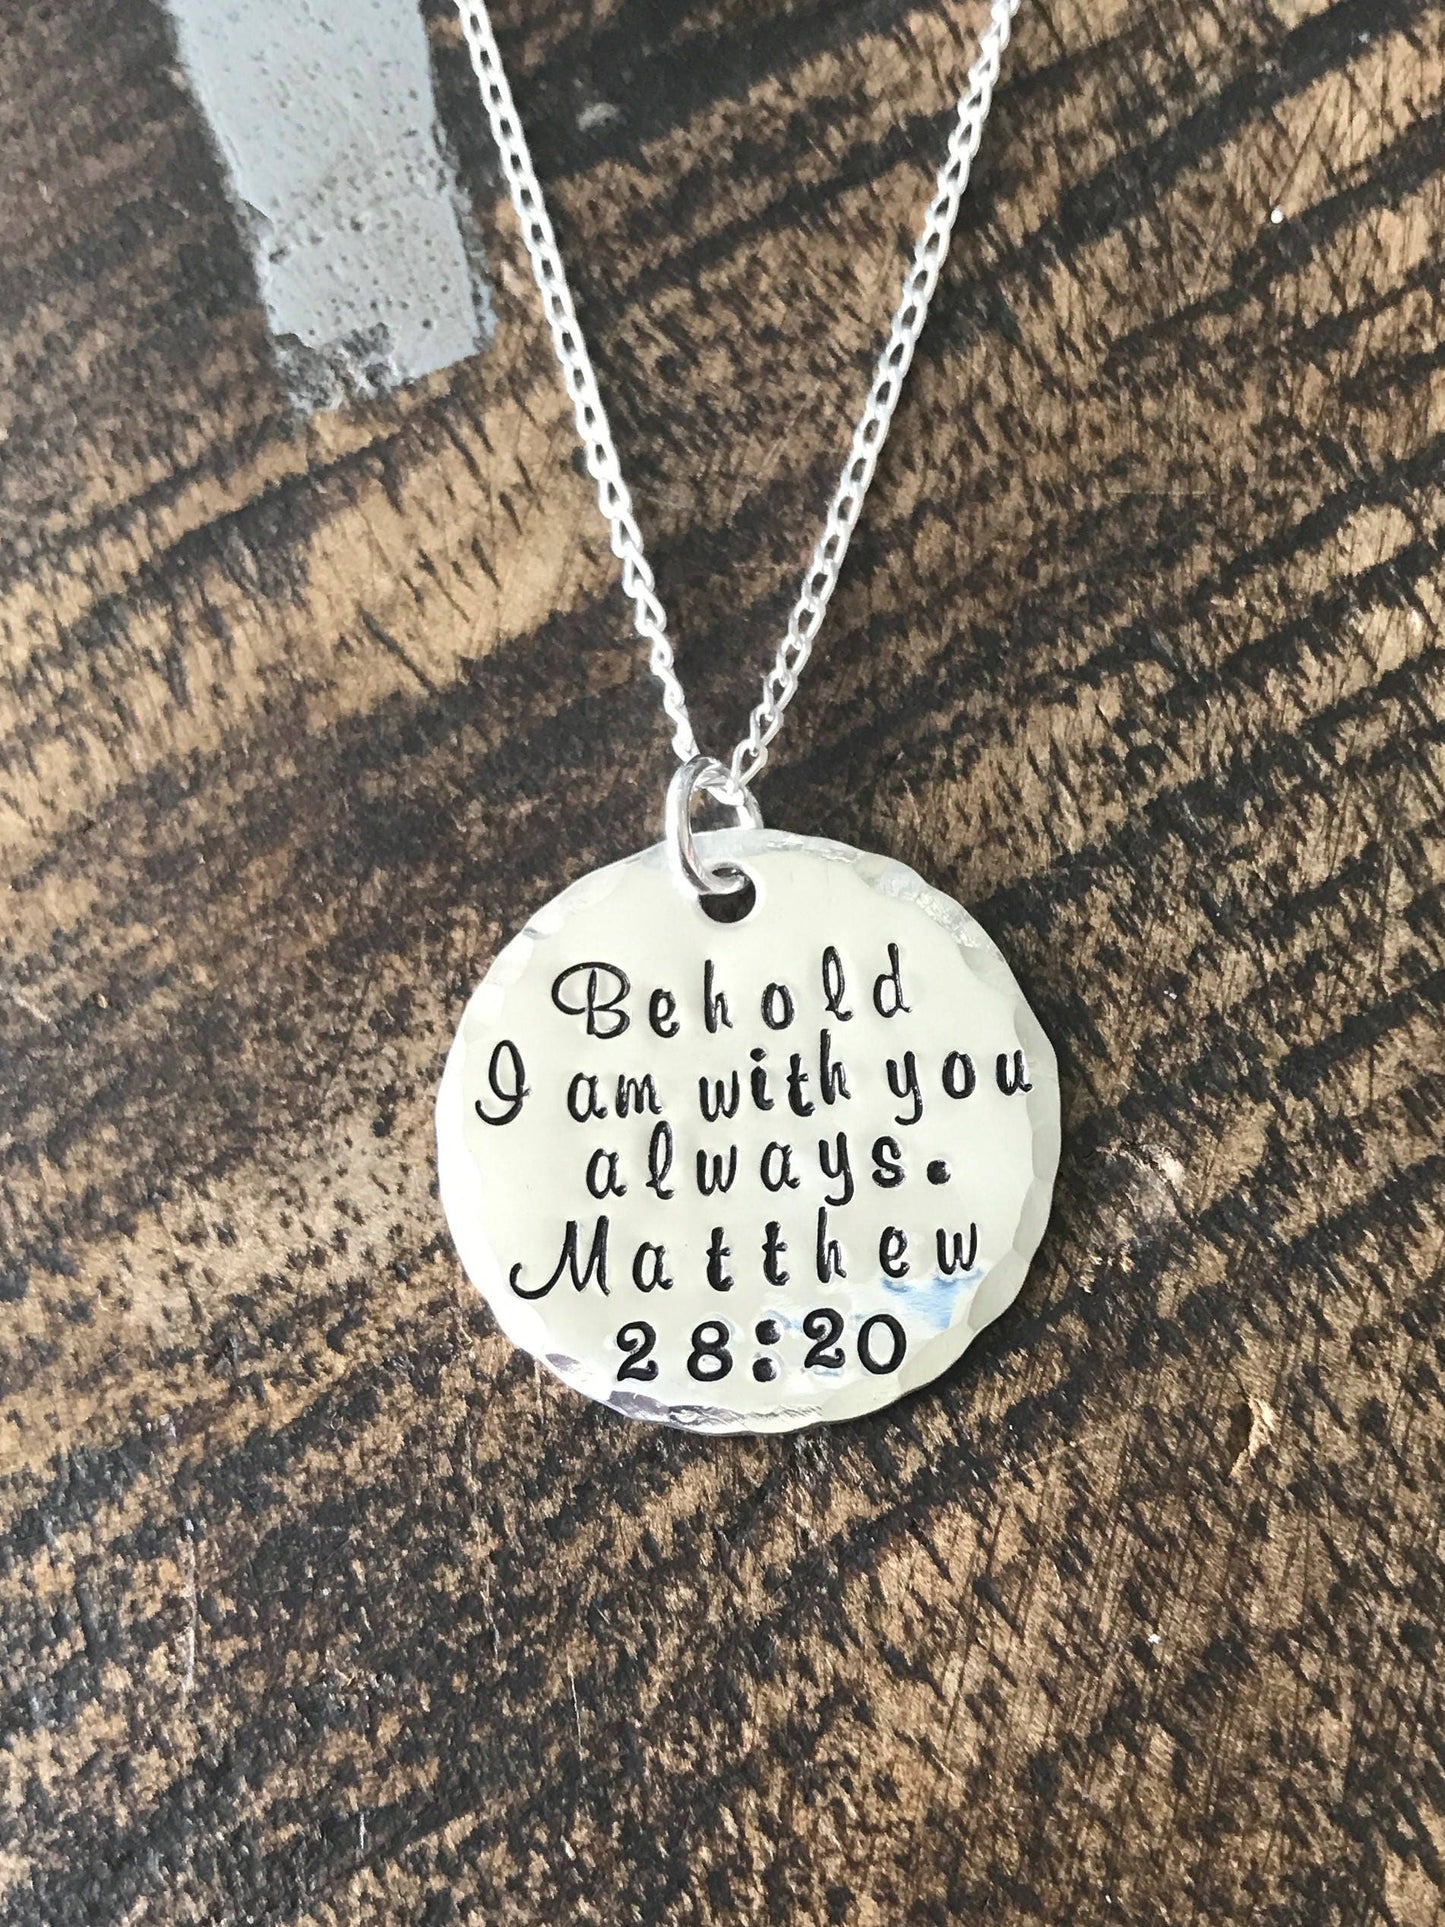 Behold
I am with you
always.
Matthew
28:20